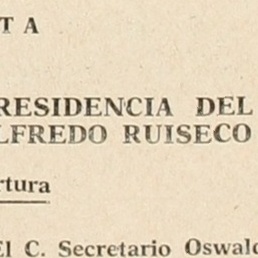 T A
RESIDENCIA DEL
LFREDO RUISECO
rtura
El C. Secretario Oswald